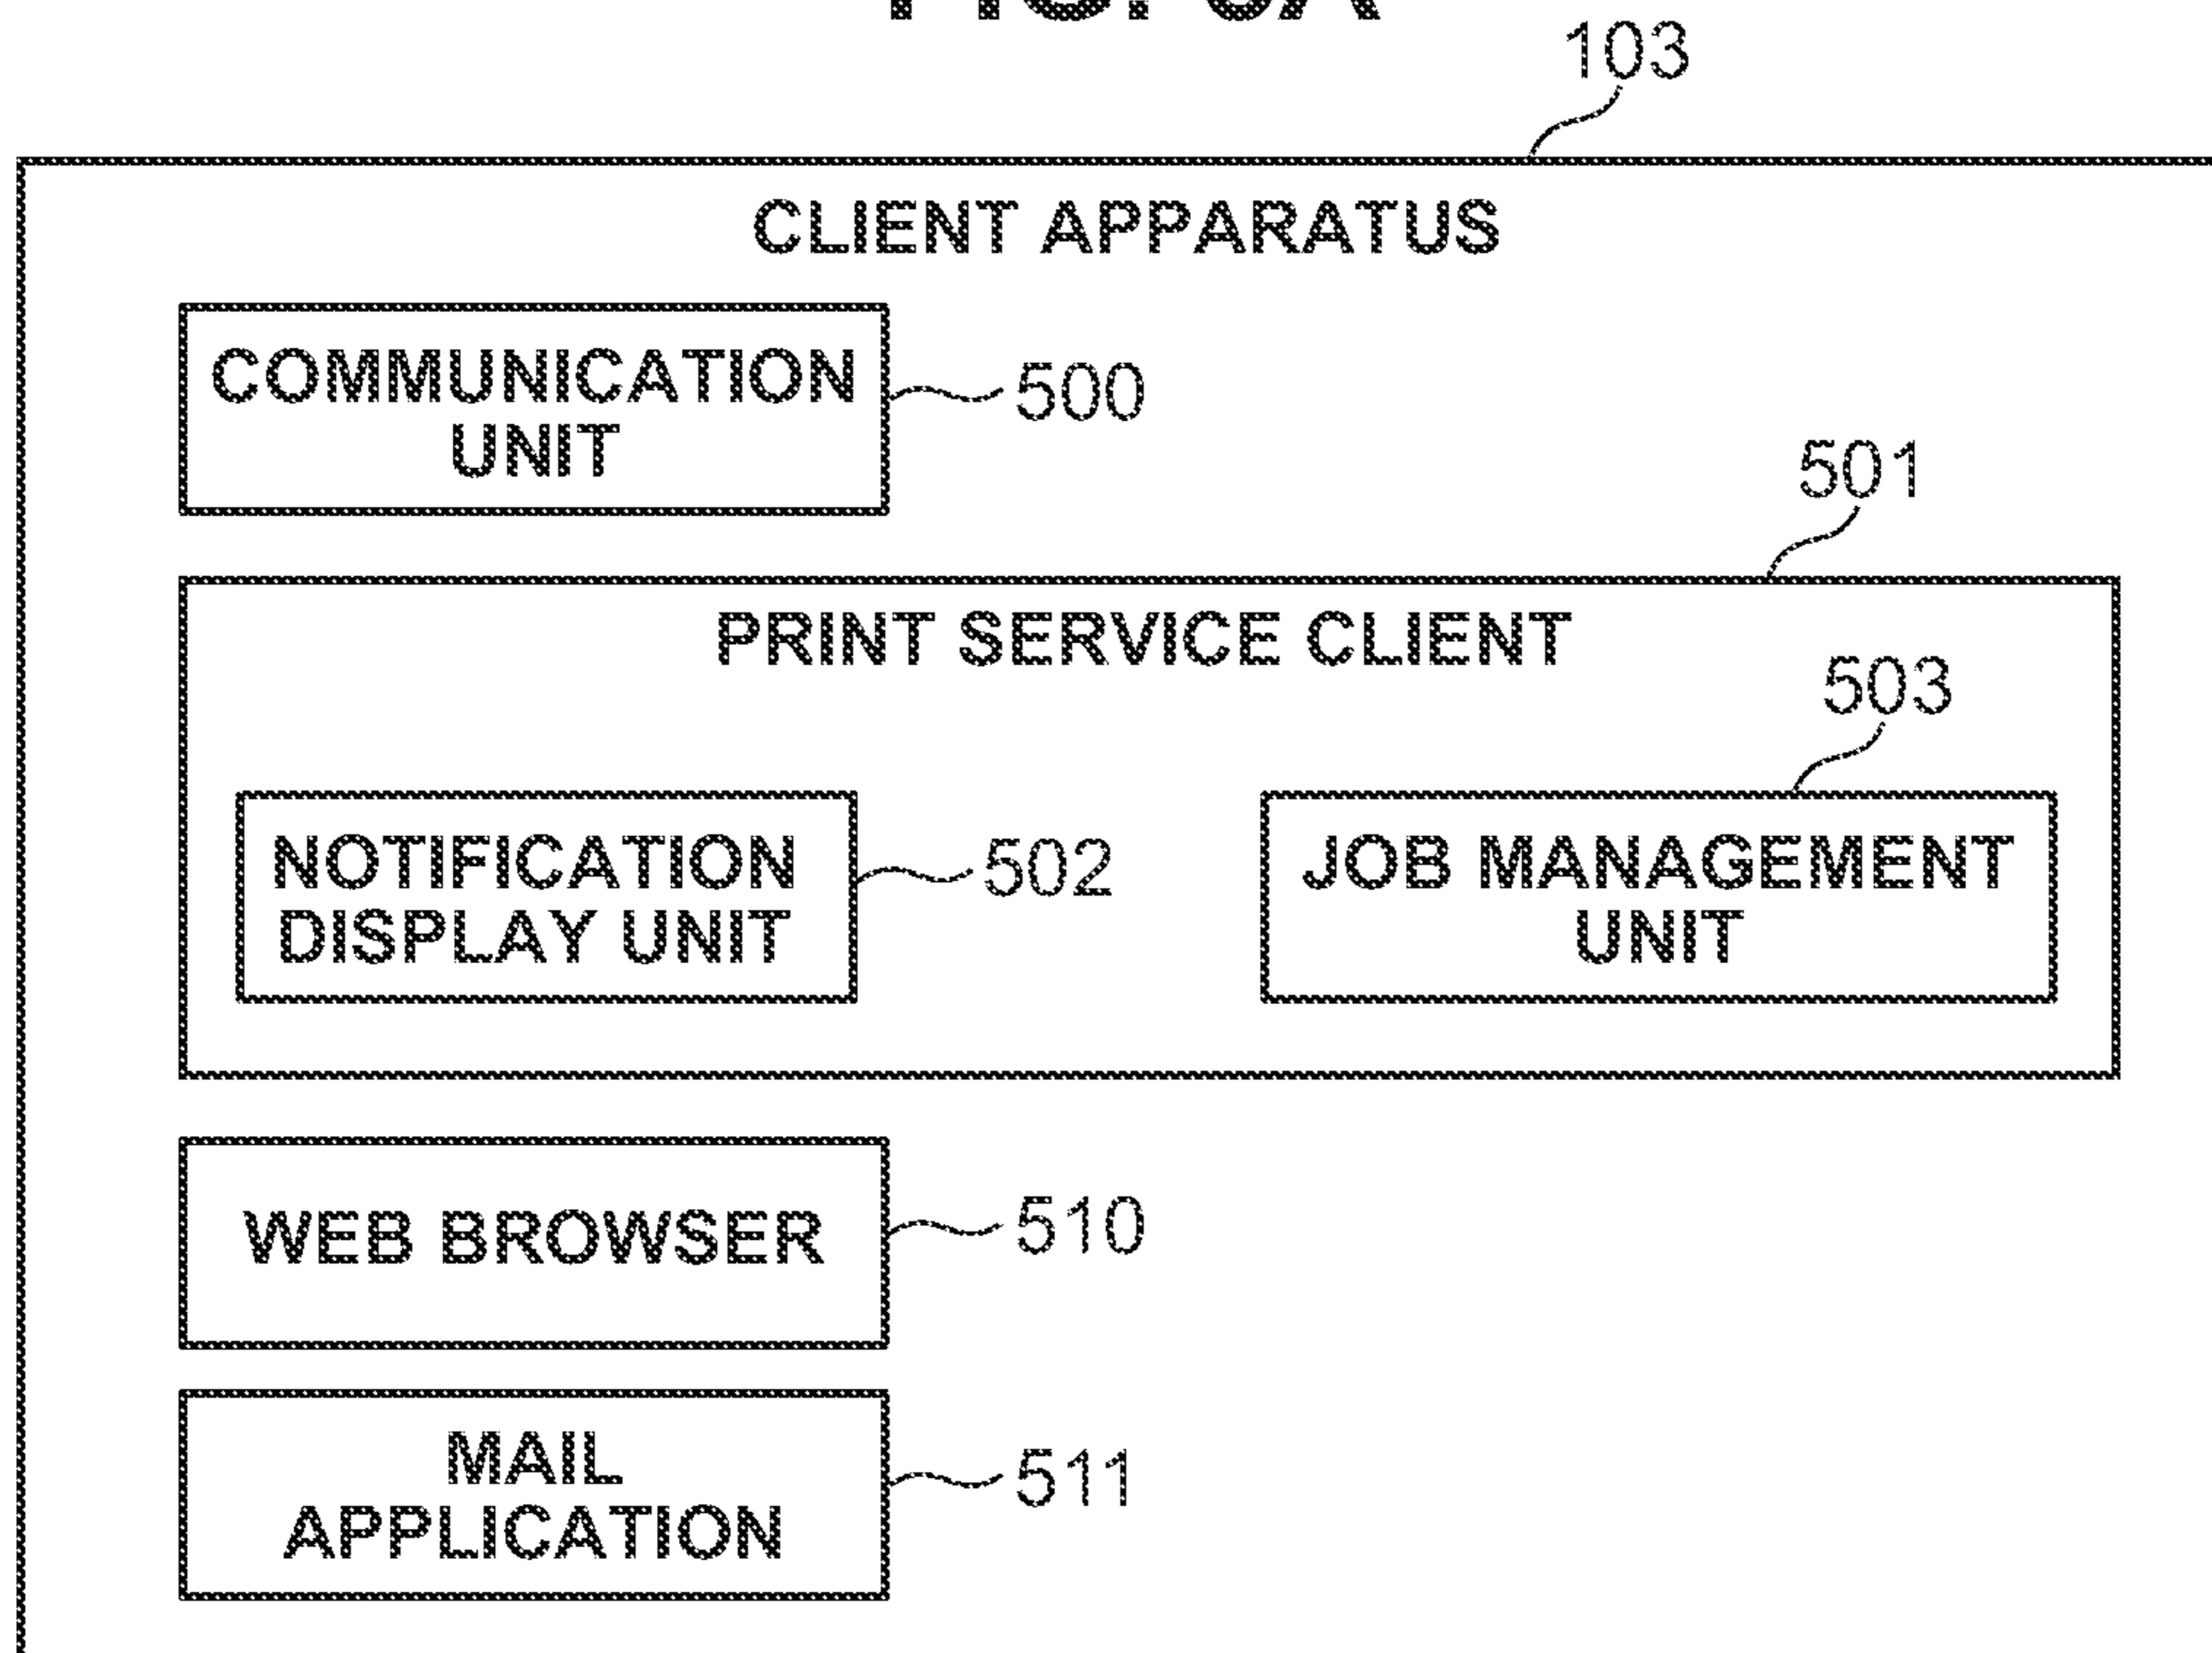 103
CLIENT APPARATUS
COMMUNICATION
UNIT
500
501
PRINT SERVICE CLIENT
503
NOTIFICATION
DISPLAY UNIT
502
JOB MANAGEMENT
UNIT
WEB BROWSER
510
MAIL
APPLICATION
511